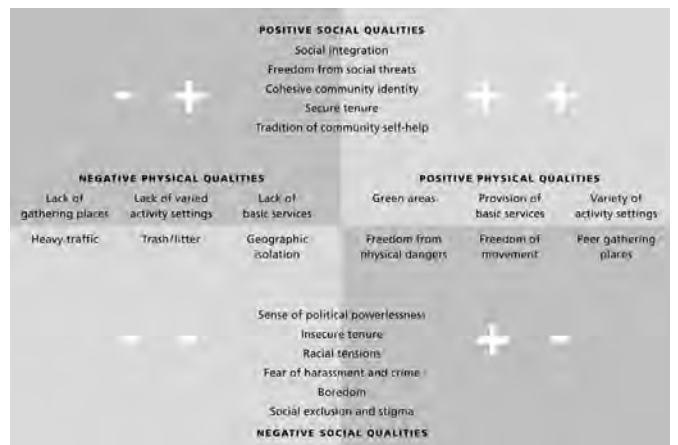 POSITIVE SOCIAL QUALITIES
Social integration
Freedom from social threats
Cohesive community identity
Secure tenure
Tradition of community self-help
- +
+ +
NEGATIVE PHYSICAL QUALITIES
Lack of gathering places
Lack of varied activity settings
Lack of basic services
Heavy traffic
Trash/litter
Geographic isolation
POSITIVE PHYSICAL QUALITIES
Green areas
Provision of basic services
Variety of activity settings
Freedom from physical dangers
Freedom of movement
Peer gathering places
- -
+ -
Sense of political powerlessness
Insecure tenure
Racial tensions
Fear of harassment and crime
Boredom
Social exclusion and stigma
NEGATIVE SOCIAL QUALITIES